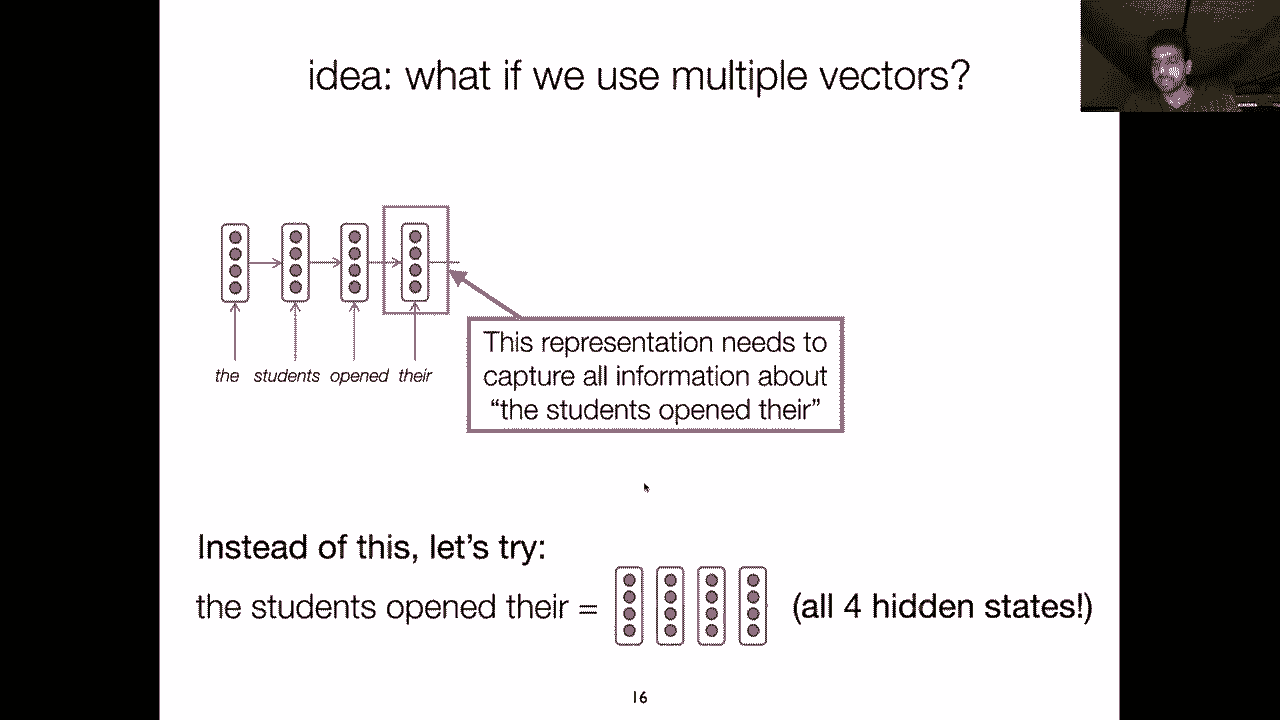 idea: what if we use multiple vectors?
the students opened their
This representation needs to
capture all information about
“the students opened their”
Instead of this, let’s try:
the students opened their = (all 4 hidden states!)
16